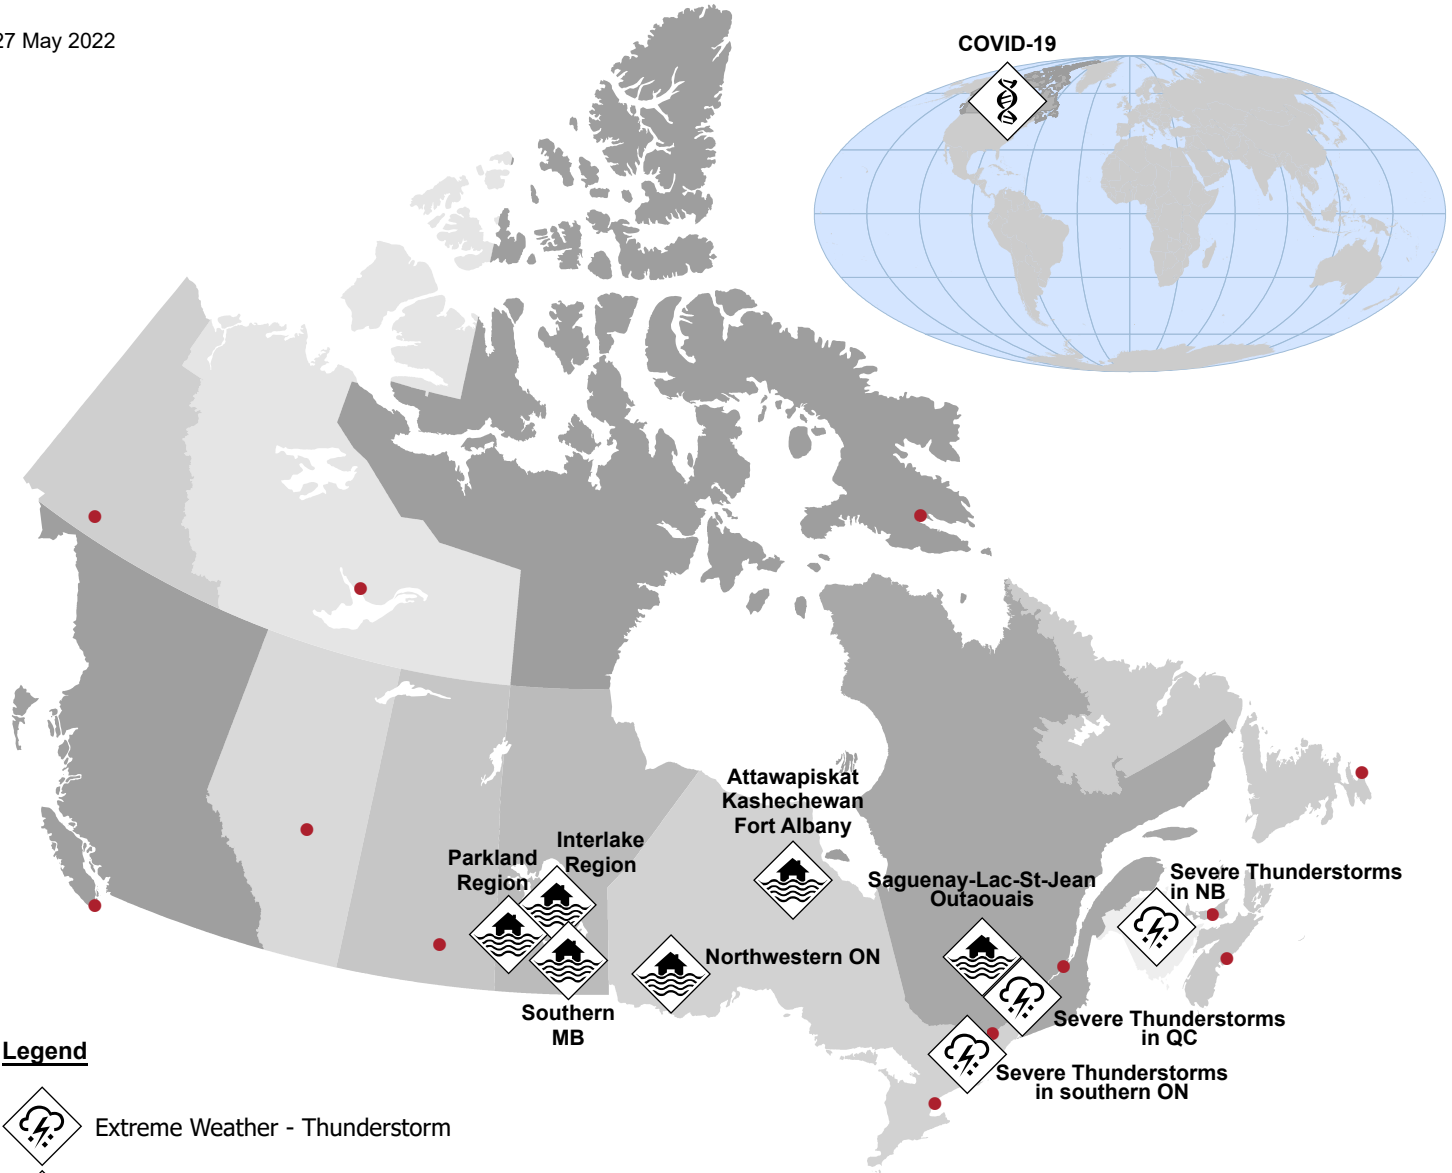 27 May 2022
COVID-19
Attawapiskat
Kashechewan
Fort Albany
Interlake
Region
Parkland
Region
Saguenay-Lac-St-Jean
Outaouais
Severe Thunderstorms
in NB
Northwestern ON
Southern
MB
Severe Thunderstorms
in QC
Severe Thunderstorms
in southern ON
Legend
Extreme Weather - Thunderstorm